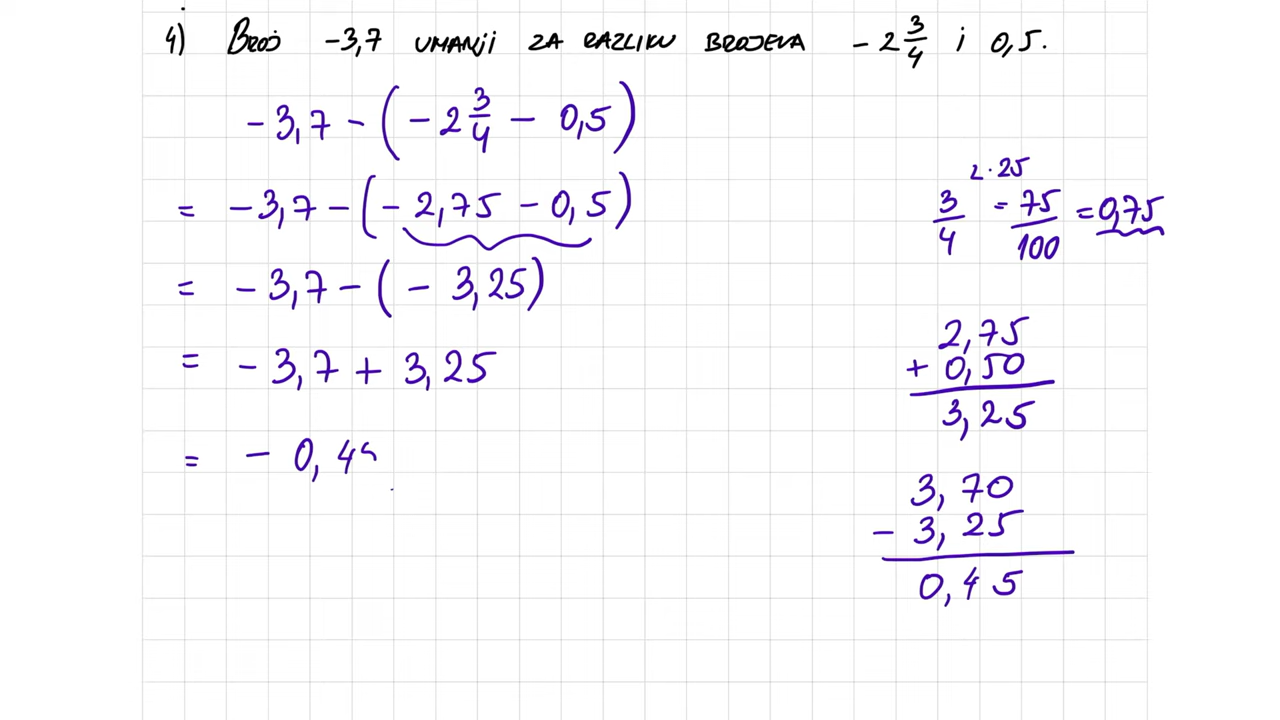 4) Broj -3,7 umanji za razliku brojeva -2 3/4 i 0,5.
-3,7 - (-2 3/4 - 0,5)
= -3,7 - (-2,75 - 0,5)
= -3,7 - (-3,25)
= -3,7 + 3,25
= -0,45
2·25
3/4 = 75/100 = 0,75
2,75
+ 0,50
3,25
3,70
- 3,25
0,45